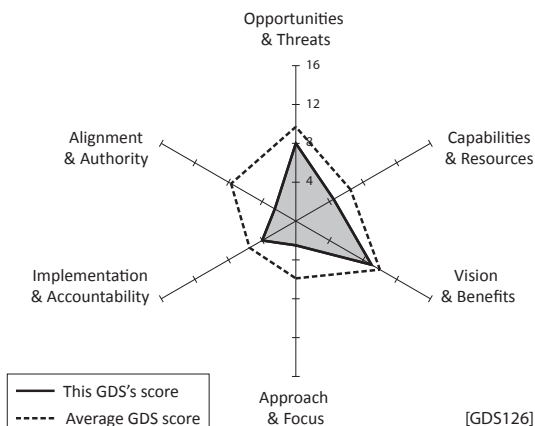 Opportunities
& Threats
16
12
8
4
Alignment
& Authority
Capabilities
& Resources
Implementation
& Accountability
Vision
& Benefits
Approach
& Focus
This GDS's score
Average GDS score
[GDS126]